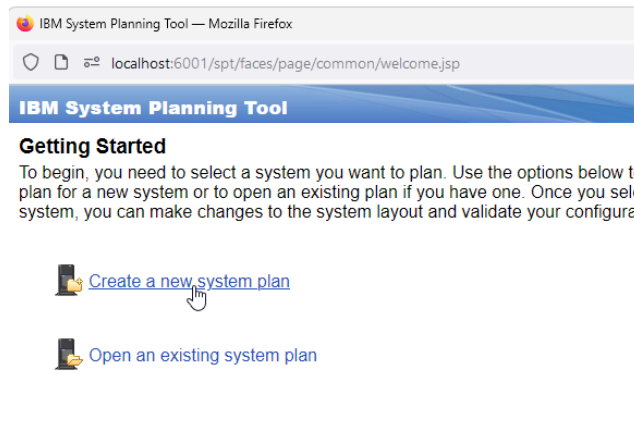 IBM System Planning Tool — Mozilla Firefox
localhost:6001/spt/faces/page/common/welcome.jsp
IBM System Planning Tool
Getting Started
To begin, you need to select a system you want to plan. Use the options below
plan for a new system or to open an existing plan if you have one. Once you
system, you can make changes to the system layout and validate your
Create a new system plan
Open an existing system plan